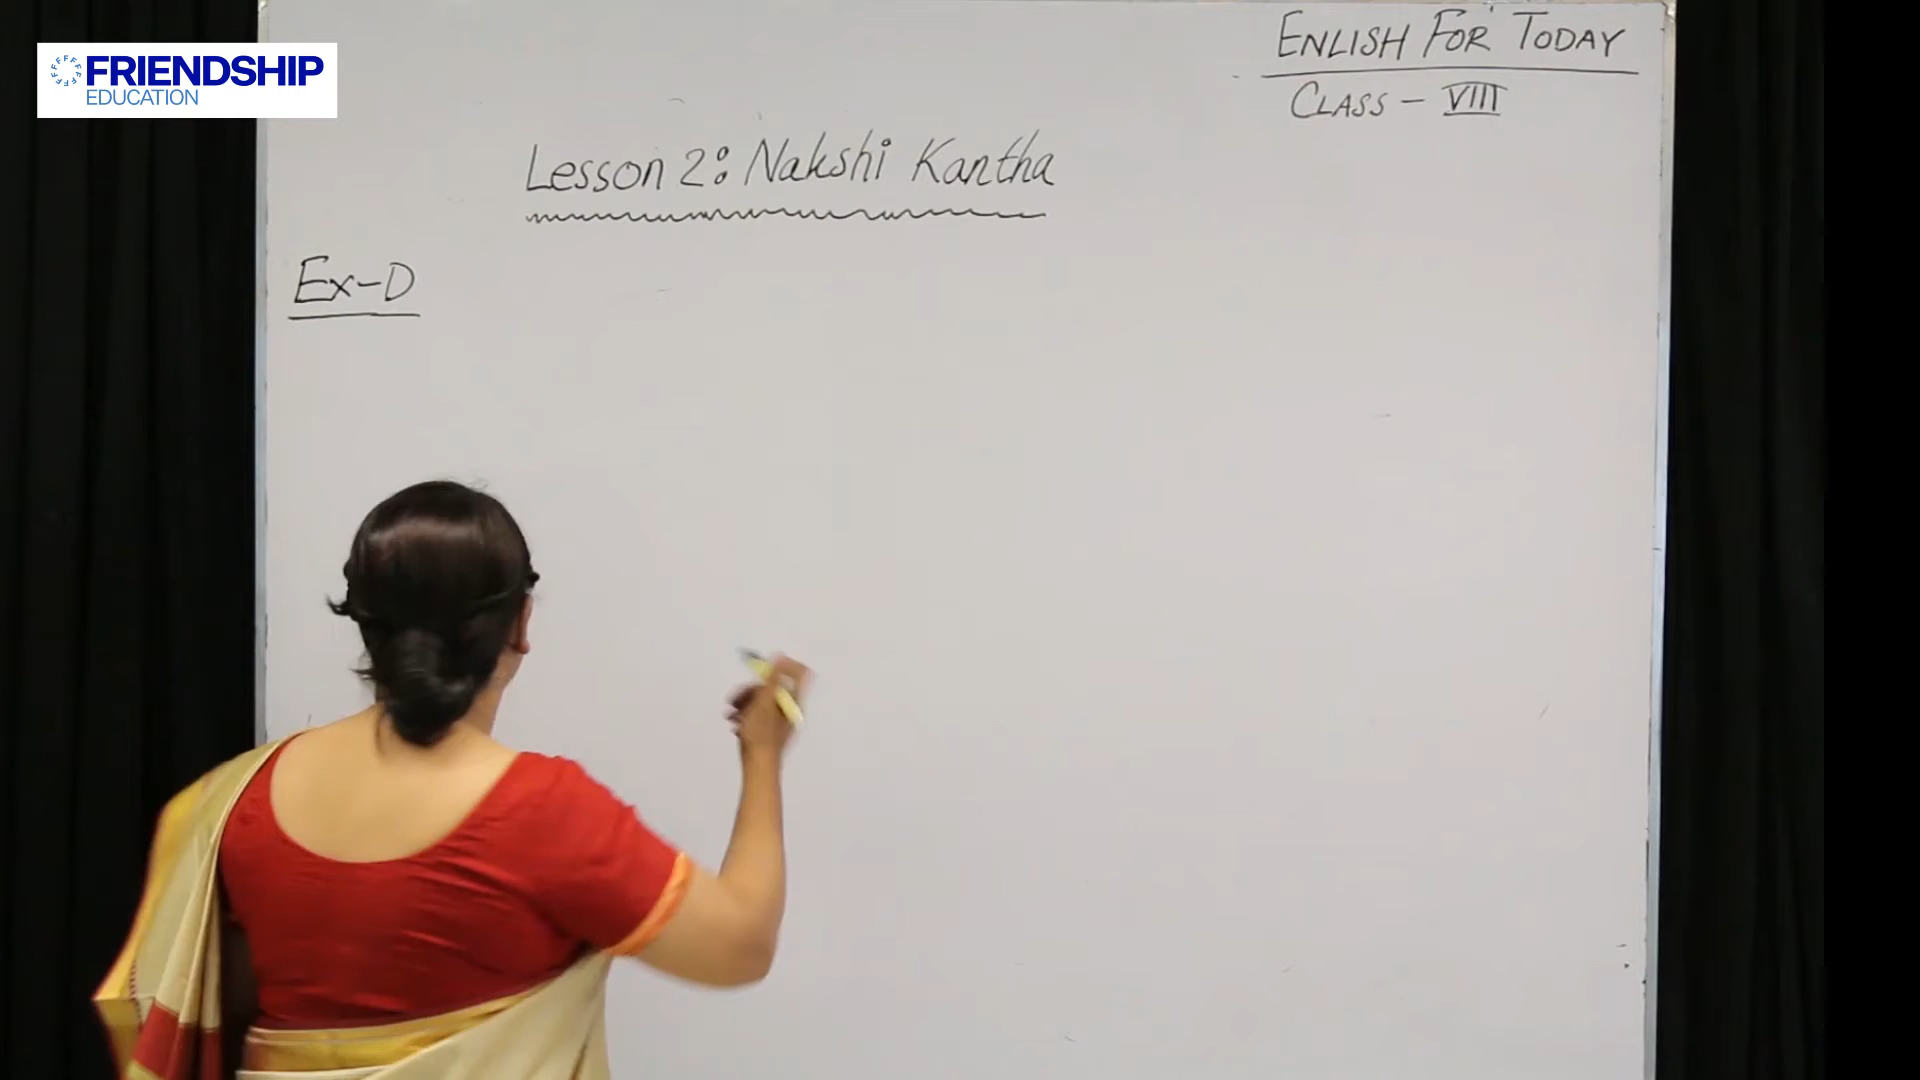 FRIENDSHIP
EDUCATION
ENLISH FOR TODAY
CLASS - VIII
Lesson 2: Nakshi Kantha
Ex-D